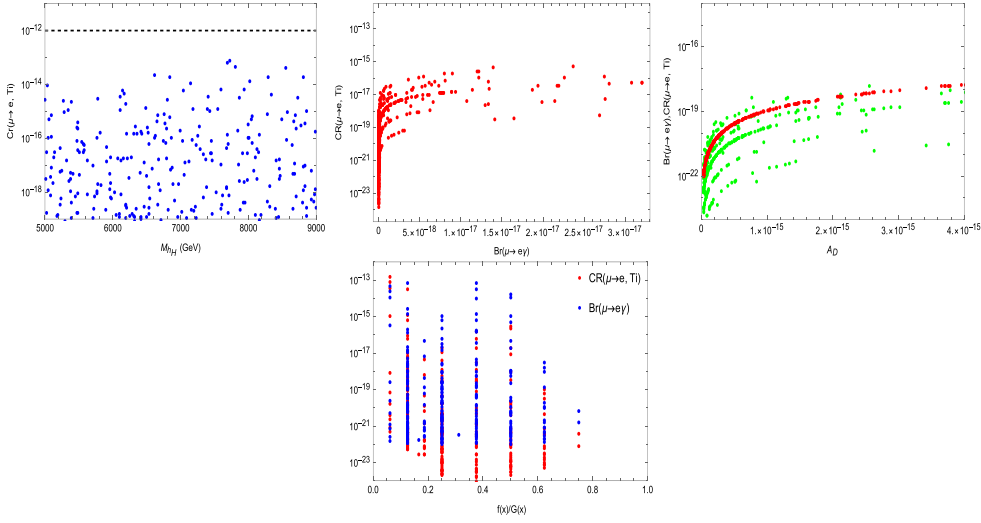 Cr(μ→ e, Ti)
10⁻¹²
10⁻¹⁴
10⁻¹⁶
10⁻¹⁸
5000 6000 7000 8000 9000
M_{h_H} (GeV)
CR(μ→ e, Ti)
10⁻¹³
10⁻¹⁵
10⁻¹⁷
10⁻¹⁹
10⁻²¹
10⁻²³
0 5.×10⁻¹⁸ 1.×10⁻¹⁷ 1.5×10⁻¹⁷ 2.×10⁻¹⁷ 2.5×10⁻¹⁷ 3.×10⁻¹⁷
Br(μ→ eγ)
Br(μ→ eγ),CR(μ→e, Ti)
10⁻¹⁶
10⁻¹⁹
10⁻²²
0 1.×10⁻¹⁵ 2.×10⁻¹⁵ 3.×10⁻¹⁵ 4.×10⁻¹⁵
A_D
10⁻¹³
10⁻¹⁵
10⁻¹⁷
10⁻¹⁹
10⁻²¹
10⁻²³
CR(μ→e, Ti)
Br(μ→eγ)
0.0 0.2 0.4 0.6 0.8 1.0
f(x)/G(x)